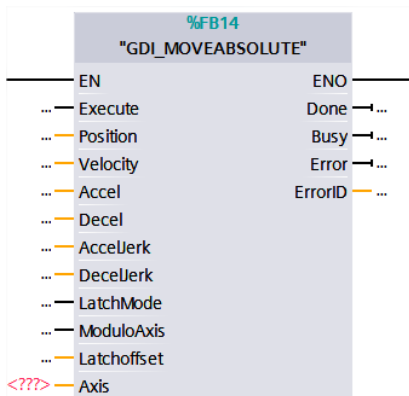 %FB14
"GDI_MOVEABSOLUTE"
EN ENO
... Execute Done ...
... Position Busy ...
... Velocity Error ...
... Accel ErrorID ...
... Decel
... AccelJerk
... DecelJerk
... LatchMode
... ModuloAxis
... Latchoffset
<???> Axis